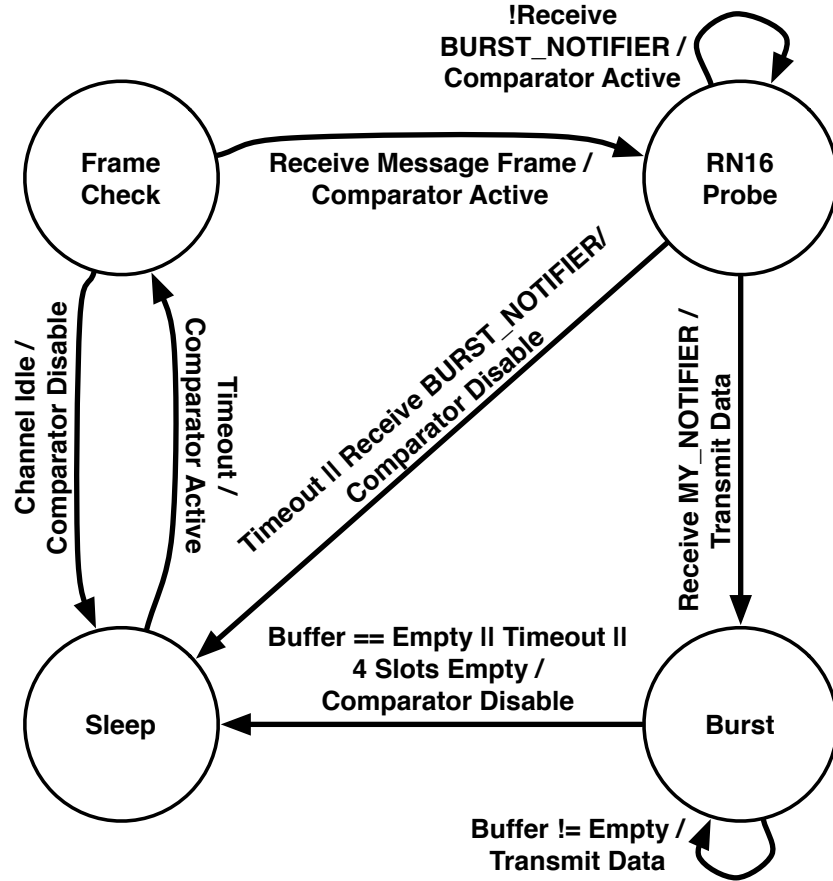 !Receive
BURST_NOTIFIER /
Comparator Active
Frame
Check
Receive Message Frame /
Comparator Active
RN16
Probe
Channel Idle /
Comparator Disable
Timeout /
Comparator Active
Timeout || Receive BURST_NOTIFIER/
Comparator Disable
Receive MY_NOTIFIER /
Transmit Data
Buffer == Empty || Timeout ||
4 Slots Empty /
Comparator Disable
Sleep
Burst
Buffer != Empty /
Transmit Data